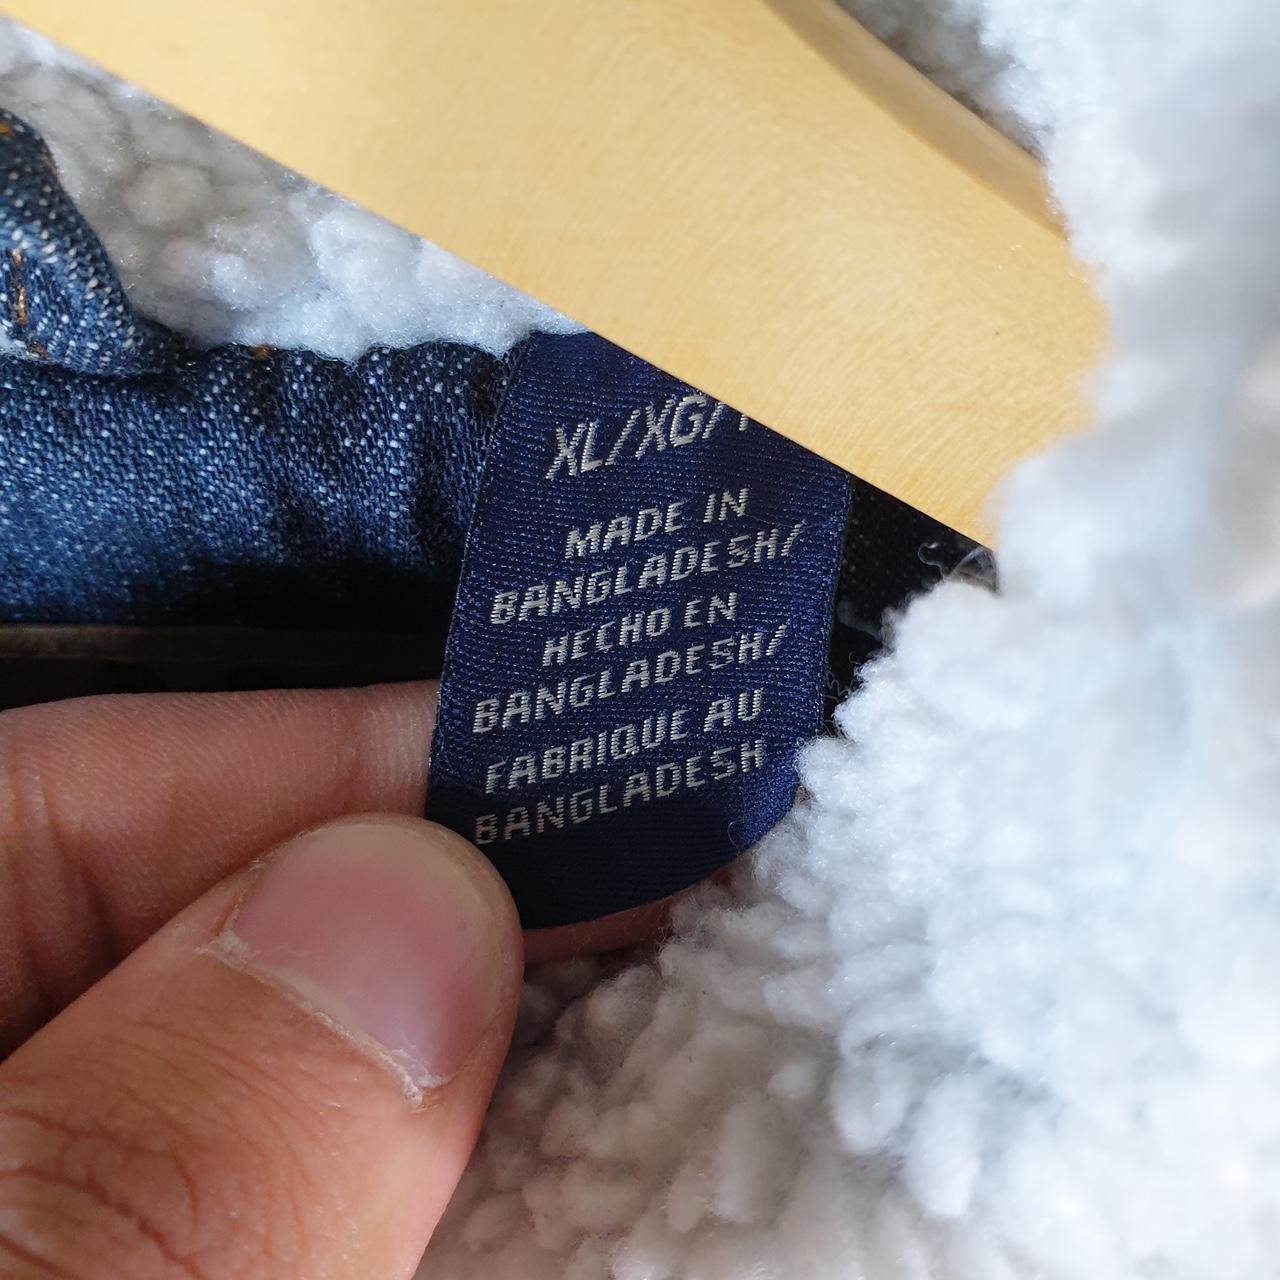 XL/XG/
MADE IN
BANGLADESH/
HECHO EN
BANGLADESH/
FABRIQUE AU
BANGLADESH